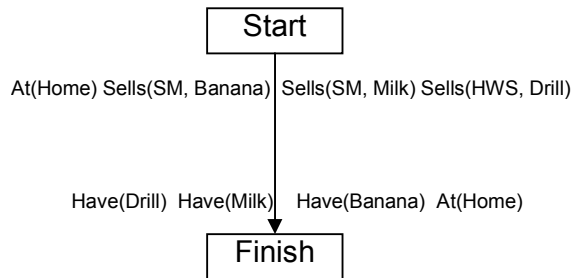 Start
At(Home) Sells(SM, Banana) Sells(SM, Milk) Sells(HWS, Drill)
Have(Drill) Have(Milk) Have(Banana) At(Home)
Finish